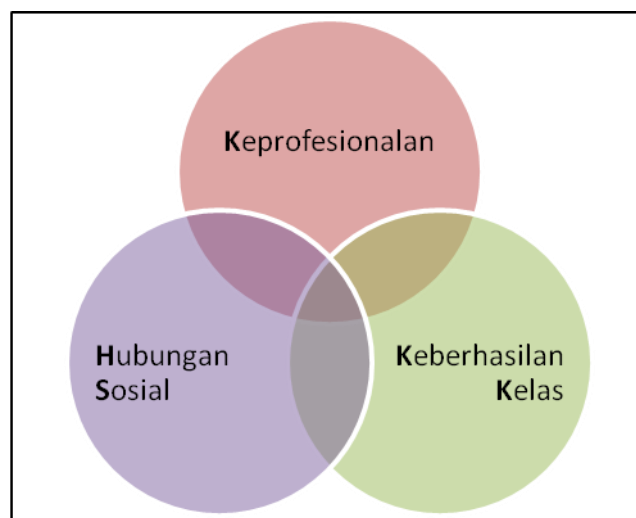 Keprofesionalan
Hubungan
Sosial
Keberhasilan
Kelas